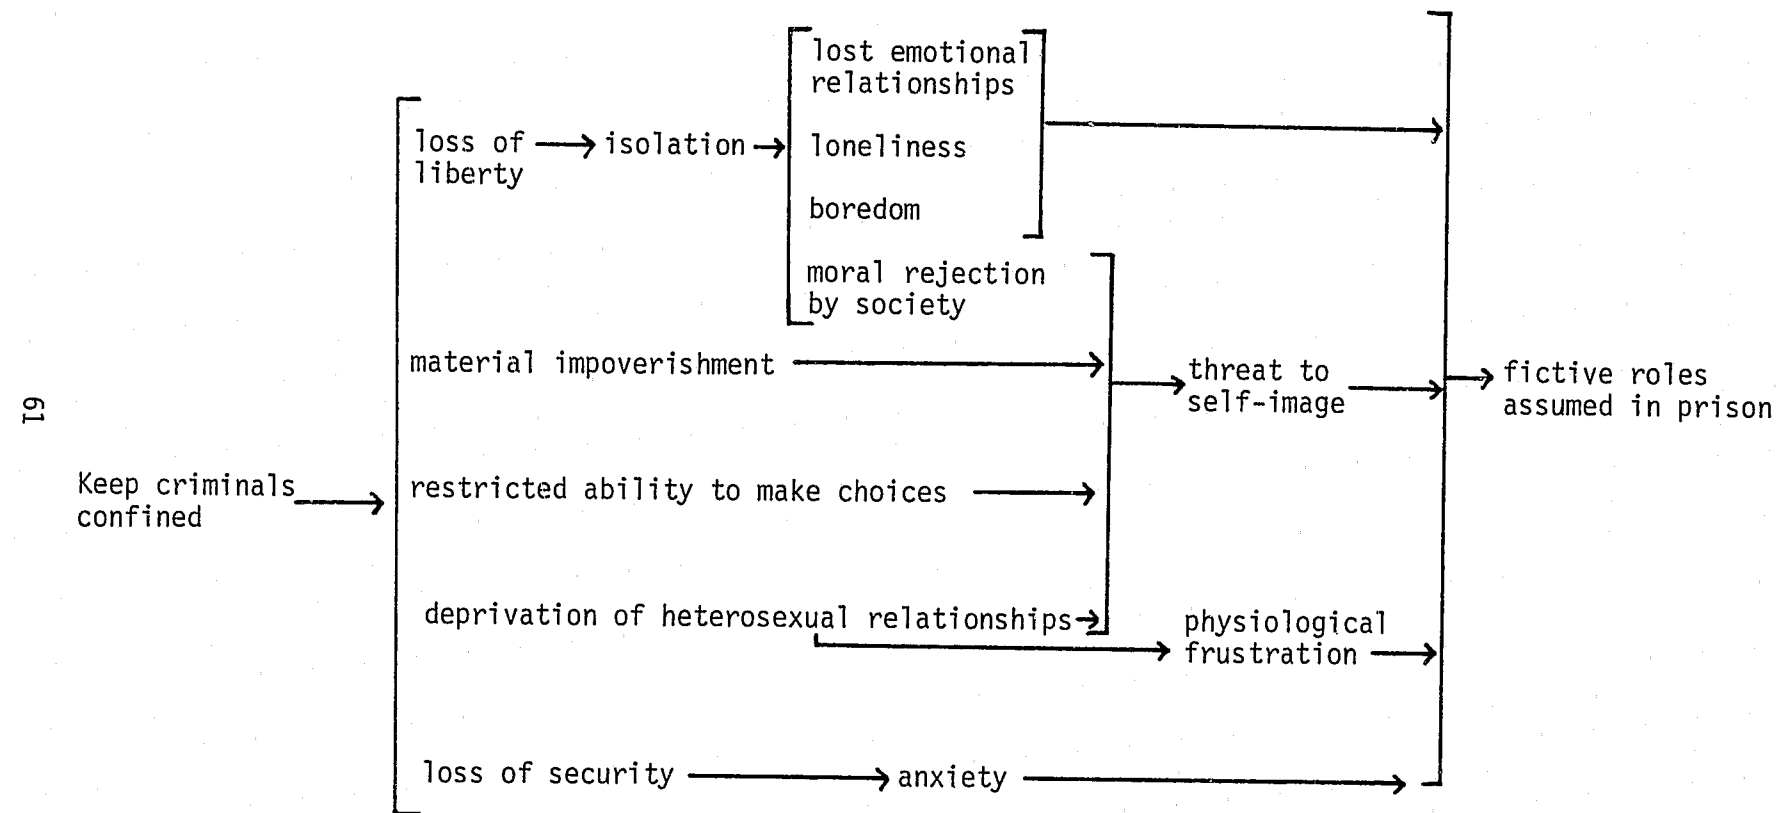 lost emotional
relationships
loss of
liberty
isolation
loneliness
boredom
moral rejection
by society
material impoverishment
threat to
self-image
fictive roles
assumed in prison
61
Keep criminals
confined
restricted ability to make choices
deprivation of heterosexual relationships
physiological
frustration
loss of security
anxiety